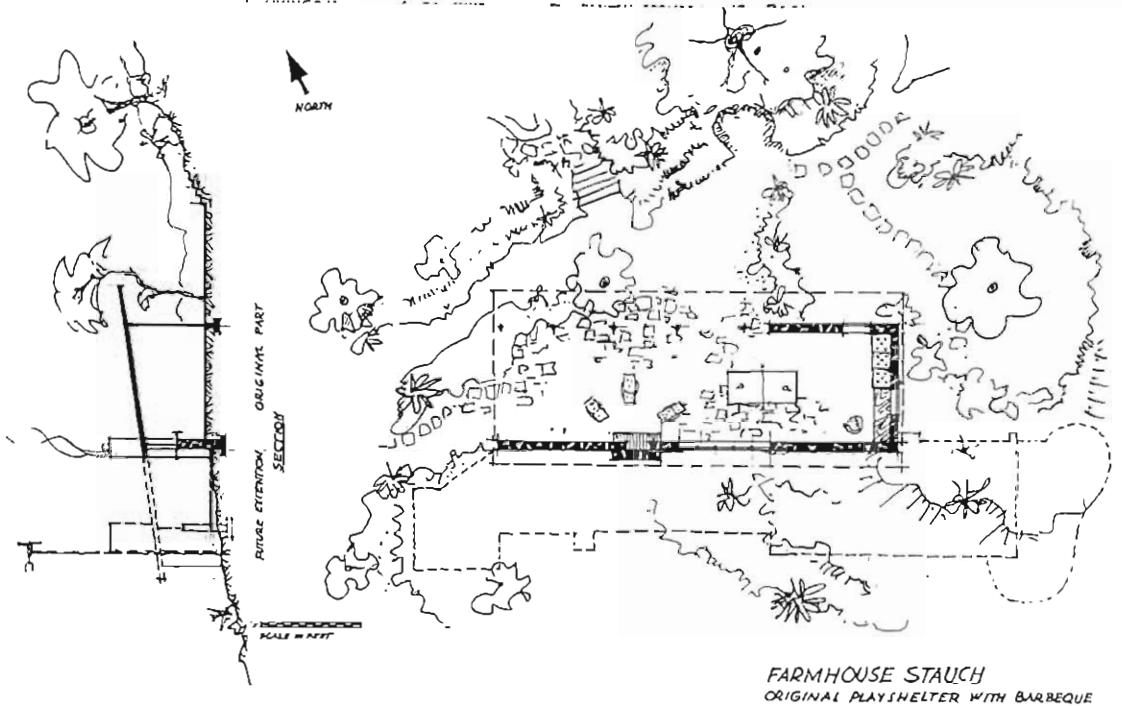 NORTH
FUTURE EXTENTION, ORIGINAL PART
SECTION
SCALE IN FEET
FARMHOUSE STAUCH
ORIGINAL PLAYSHELTER WITH BARBEQUE